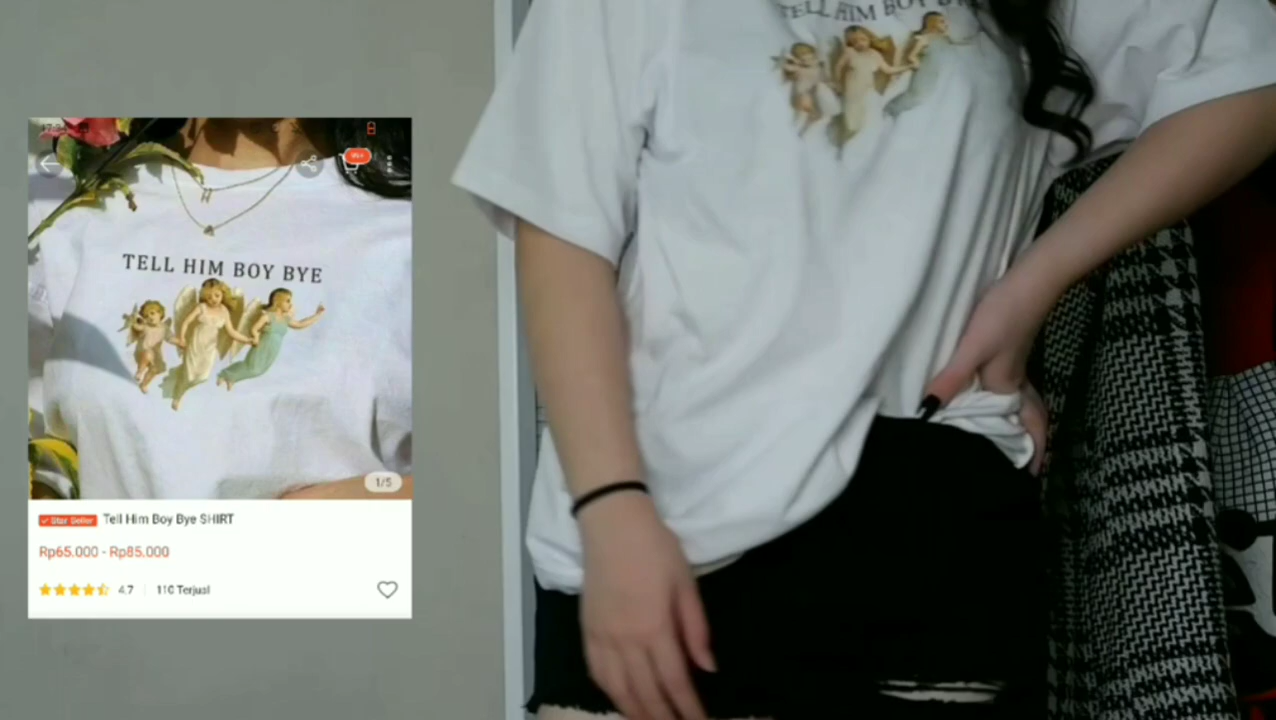 TELL HIM BOY BYE
1/5
Star Seller
Tell Him Boy Bye SHIRT
Rp65.000 - Rp85.000
4.7
110 Terjual
TELL HIM BOY